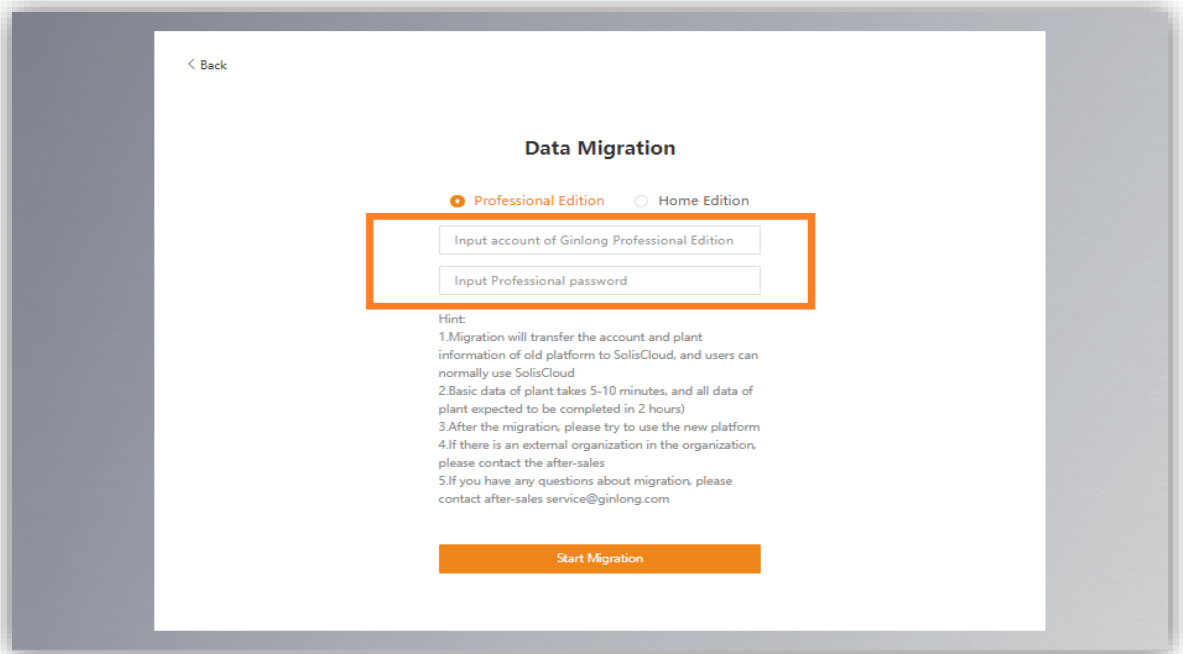 Back
Data Migration
Professional Edition Home Edition
Input account of Ginlong Professional Edition
Input Professional password
Hint:
1.Migration will transfer the account and plant
information of old platform to SolisCloud, and users can
normally use SolisCloud
2.Basic data of plant takes 5-10 minutes, and all data of
plant expected to be completed in 2 hours)
3.After the migration, please try to use the new platform
4.If there is an external organization in the organization,
please contact the after-sales
5.If you have any questions about migration, please
contact after-sales service@ginlong.com
Start Migration